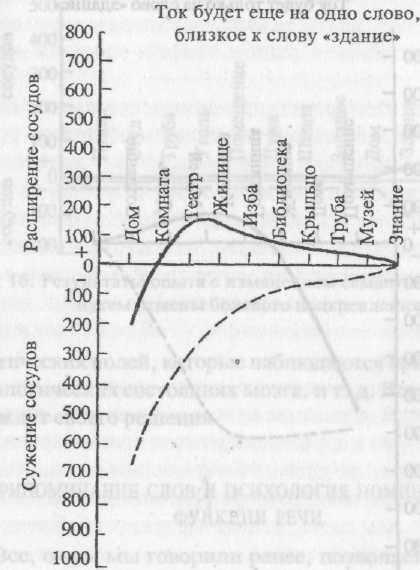 Ток будет еще на одно слово,
близкое к слову «здание»
800
700
600
500
400
300
200
100
+
0
100
200
300
400
500
600
700
800
900
1000
Расширение сосудов
Сужение сосудов
Дом
Комната
Театр
Жилище
Изба
Библиотека
Крыльцо
Труба
Музей
Знание